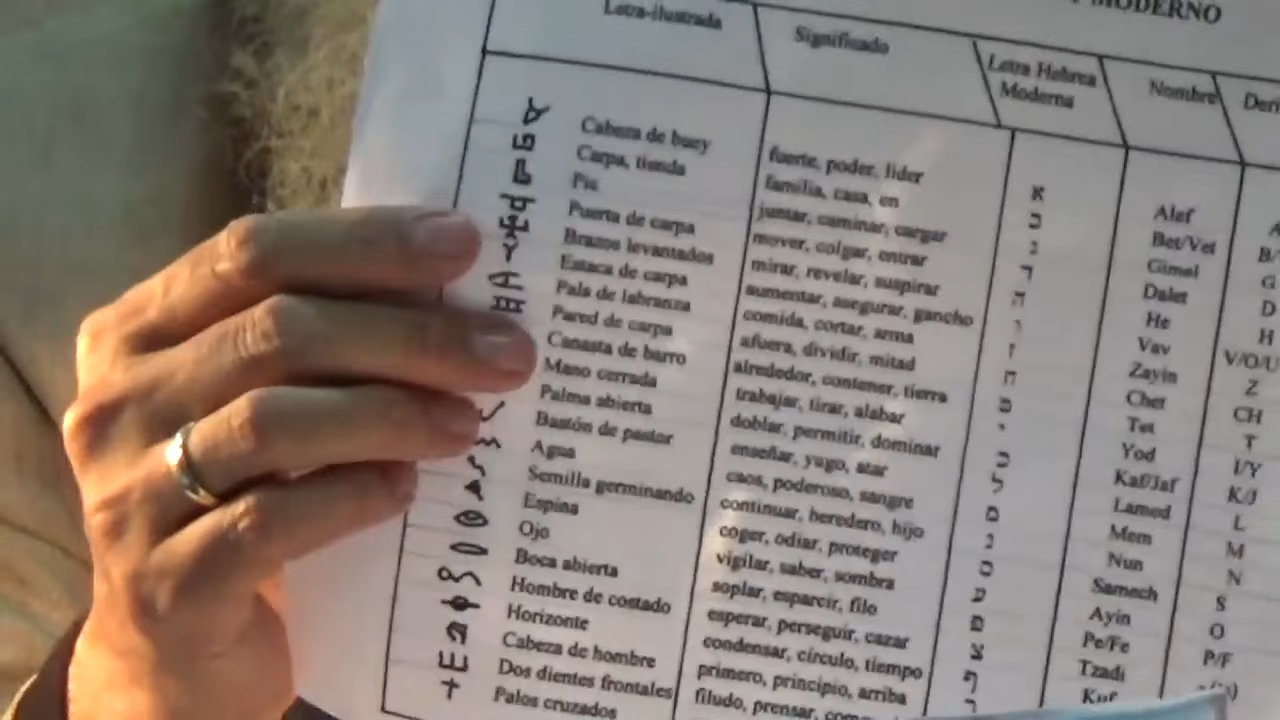 MODERNO
Letra-ilustrada Significado Letra Hebrea Moderna Nombre
Cabeza de buey fuerte, poder, lider א Alef
Carpa, tienda familia, casa, en ב Bet/Vet
Pie juntar, caminar, cargar ג Gimel G
Puerta de carpa mover, colgar, entrar ד Dalet D
Brazos levantados mirar, revelar, suspirar ה He H
Estaca de carpa aumentar, asegurar, gancho ו Vav V/O/U
Pala de labranza comida, cortar, arma ז Zayin Z
Pared de carpa afuera, dividir, mitad ח Chet CH
Canasta de barro alrededor, contener, tierra ט Tet T
Mano cerrada trabajar, tirar, alabar י Yod I/Y
Palma abierta doblar, permitir, dominar כ Kaf/Jaf K/J
Bastón de pastor enseñar, yugo, atar ל Lamed L
Agua caos, poderoso, sangre מ Mem M
Semilla germinando continuar, heredero, hijo נ Nun N
Espina coger, odiar, proteger ס Samech S
Ojo vigilar, saber, sombra ע Ayin O
Boca abierta soplar, esparcir, filo פ Pe/Fe P/F
Hombre de costado esperar, perseguir, cazar צ Tzadi
Horizonte condensar, círculo, tiempo ק Kuf
Cabeza de hombre primero, principio, arriba ר
Dos dientes frontales filudo, prensar,
Palos cruzados